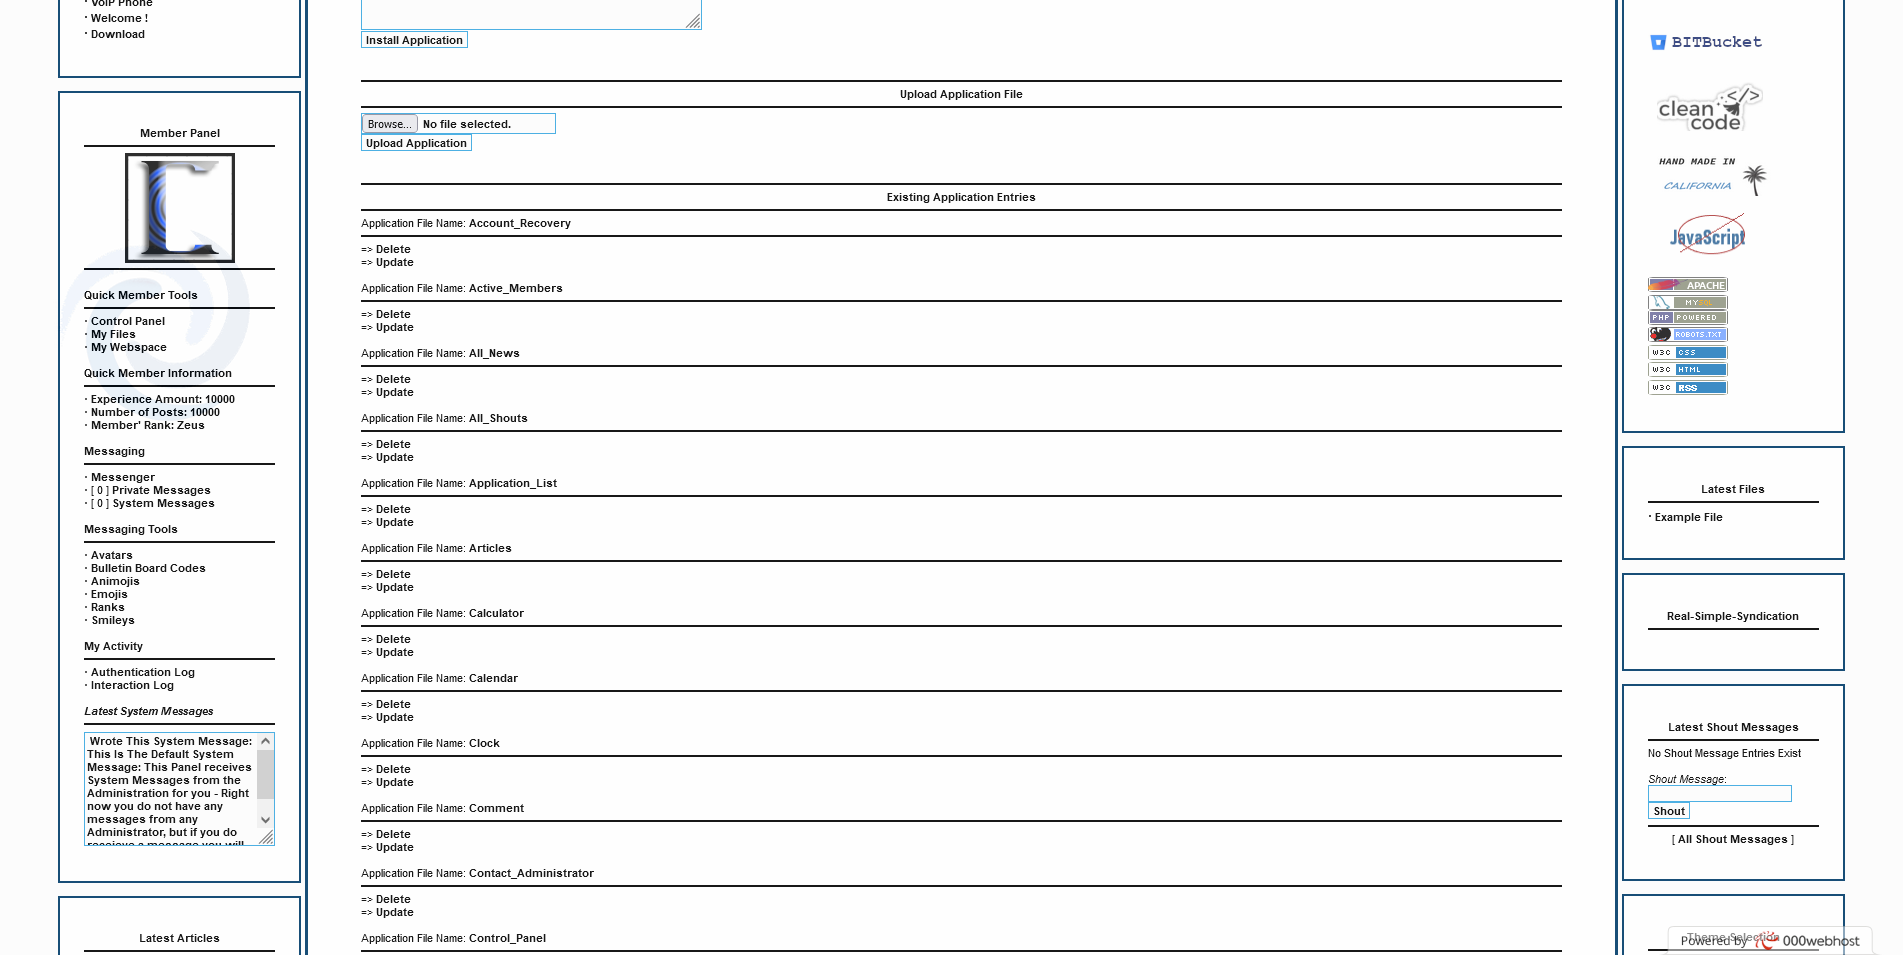 · VoIP Phone
· Welcome !
· Download
Member Panel
Quick Member Tools
· Control Panel
· My Files
· My Webspace
Quick Member Information
· Experience Amount: 10000
· Number of Posts: 10000
· Member' Rank: Zeus
Messaging
· Messenger
· [ 0 ] Private Messages
· [ 0 ] System Messages
Messaging Tools
· Avatars
· Bulletin Board Codes
· Animojis
· Emojis
· Ranks
· Smileys
My Activity
· Authentication Log
· Interaction Log
Latest System Messages
Wrote This System Message:
This Is The Default System
Message: This Panel receives
System Messages from the
Administration for you - Right
now you do not have any
messages from any
Administrator, but if you do
receieve a message you will
Latest Articles
Install Application
Upload Application File
Browse... No file selected.
Upload Application
Existing Application Entries
Application File Name: Account_Recovery
=> Delete
=> Update
Application File Name: Active_Members
=> Delete
=> Update
Application File Name: All_News
=> Delete
=> Update
Application File Name: All_Shouts
=> Delete
=> Update
Application File Name: Application_List
=> Delete
=> Update
Application File Name: Articles
=> Delete
=> Update
Application File Name: Calculator
=> Delete
=> Update
Application File Name: Calendar
=> Delete
=> Update
Application File Name: Clock
=> Delete
=> Update
Application File Name: Comment
=> Delete
=> Update
Application File Name: Contact_Administrator
=> Delete
=> Update
Application File Name: Control_Panel
BITBucket
clean </>
code
HAND MADE IN
CALIFORNIA
JavaScript
APACHE
MYSQL
PHP POWERED
ROBOTS.TXT
W3C CSS
W3C HTML
W3C RSS
Latest Files
· Example File
Real-Simple-Syndication
Latest Shout Messages
No Shout Message Entries Exist
Shout Message:
Shout
[ All Shout Messages ]
Theme Selection
Powered by 000webhost